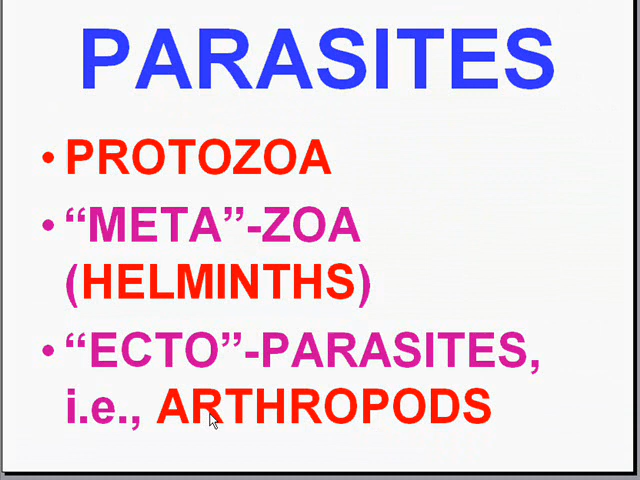 PARASITES
• PROTOZOA
• “META”-ZOA
(HELMINTHS)
• “ECTO”-PARASITES,
i.e., ARTHROPODS